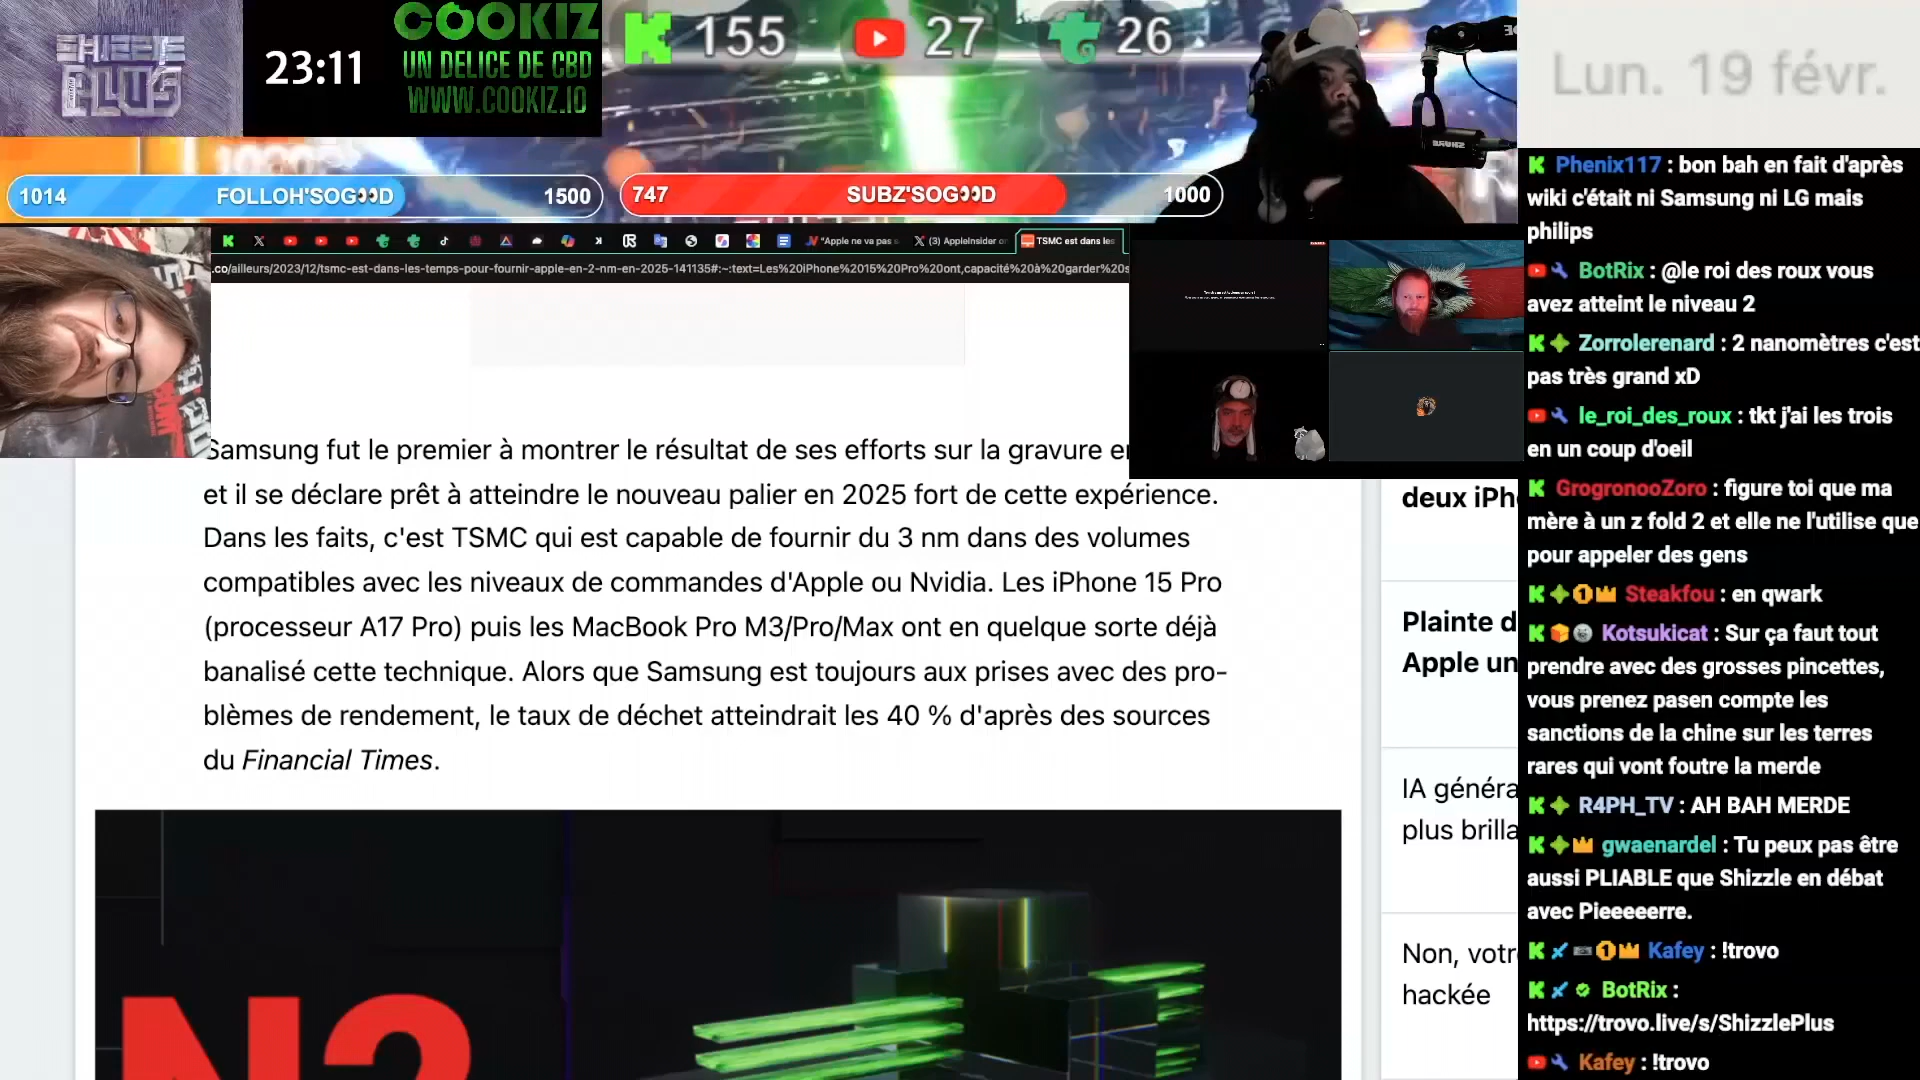 SHIZZLE
PLUS
23:11
COOKIZ
UN DELICE DE CBD
WWW.COOKIZ.IO
155
27
26
Lun. 19 févr.
1014 FOLLOH'SOG👀D 1500
747 SUBZ'SOG👀D 1000
"Apple ne va pas
(3) AppleInsider
TSMC est dans les
.co/ailleurs/2023/12/tsmc-est-dans-les-temps-pour-fournir-apple-en-2-nm-en-2025-141135#:~:text=Les%20iPhone%2015%20Pro%20ont,capacité%20à%20garder%20s
Samsung fut le premier à montrer le résultat de ses efforts sur la gravure
et il se déclare prêt à atteindre le nouveau palier en 2025 fort de cette expérience.
Dans les faits, c'est TSMC qui est capable de fournir du 3 nm dans des volumes
compatibles avec les niveaux de commandes d'Apple ou Nvidia. Les iPhone 15 Pro
(processeur A17 Pro) puis les MacBook Pro M3/Pro/Max ont en quelque sorte déjà
banalisé cette technique. Alors que Samsung est toujours aux prises avec des pro-
blèmes de rendement, le taux de déchet atteindrait les 40 % d'après des sources
du Financial Times.
N2
deux iPh
Plainte d
Apple un
IA généra
plus brilla
Non, votr
hackée
Phenix117 : bon bah en fait d'après
wiki c'était ni Samsung ni LG mais
philips
BotRix : @le roi des roux vous
avez atteint le niveau 2
Zorrolerenard : 2 nanomètres c'est
pas très grand xD
le_roi_des_roux : tkt j'ai les trois
en un coup d'oeil
GrogronooZoro : figure toi que ma
mère à un z fold 2 et elle ne l'utilise que
pour appeler des gens
Steakfou : en qwark
Kotsukicat : Sur ça faut tout
prendre avec des grosses pincettes,
vous prenez pasen compte les
sanctions de la chine sur les terres
rares qui vont foutre la merde
R4PH_TV : AH BAH MERDE
gwaenardel : Tu peux pas être
aussi PLIABLE que Shizzle en débat
avec Pieeeeerre.
Kafey : !trovo
BotRix :
https://trovo.live/s/ShizzlePlus
Kafey : !trovo